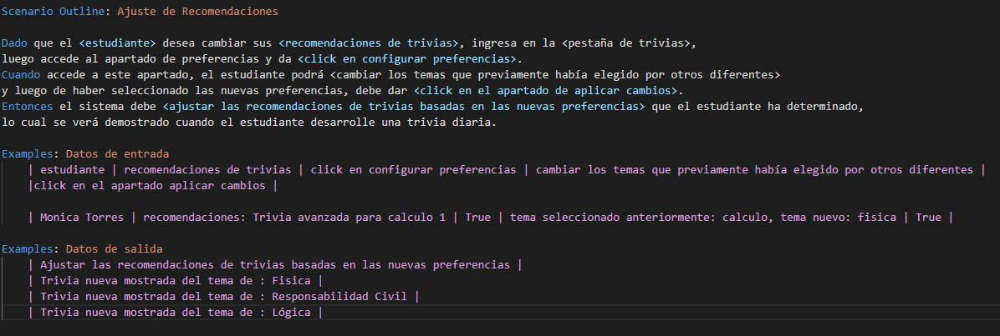 Scenario Outline: Ajuste de Recomendaciones
Dado que el <estudiante> desea cambiar sus <recomendaciones de trivias>, ingresa en la <pestaña de trivias>,
luego accede al apartado de preferencias y da <click en configurar preferencias>.
Cuando accede a este apartado, el estudiante podrá <cambiar los temas que previamente había elegido por otros diferentes>
y luego de haber seleccionado las nuevas preferencias, debe dar <click en el apartado de aplicar cambios>.
Entonces el sistema debe <ajustar las recomendaciones de trivias basadas en las nuevas preferencias> que el estudiante ha determinado,
lo cual se verá demostrado cuando el estudiante desarrolle una trivia diaria.
Examples: Datos de entrada
| estudiante | recomendaciones de trivias | click en configurar preferencias | cambiar los temas que previamente había elegido por otros diferentes |
|click en el apartado aplicar cambios |
| Monica Torres | recomendaciones: Trivia avanzada para calculo 1 | True | tema seleccionado anteriormente: calculo, tema nuevo: fisica | True |
Examples: Datos de salida
| Ajustar las recomendaciones de trivias basadas en las nuevas preferencias |
| Trivia nueva mostrada del tema de : Fisica |
| Trivia nueva mostrada del tema de : Responsabilidad Civil |
| Trivia nueva mostrada del tema de : Lógica |